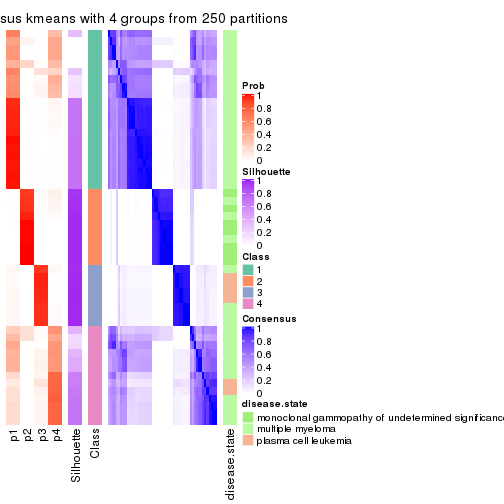 sus kmeans with 4 groups from 250 partitions
Prob
1
0.8
0.6
0.4
0.2
0
Silhouette
1
0.8
0.6
0.4
0.2
0
Class
1
2
3
4
Consensus
1
0.8
0.6
0.4
0.2
0
disease.state
monoclonal gammopathy of undetermined significance
multiple myeloma
plasma cell leukemia
p1
p2
p3
p4
Silhouette
Class
disease.state